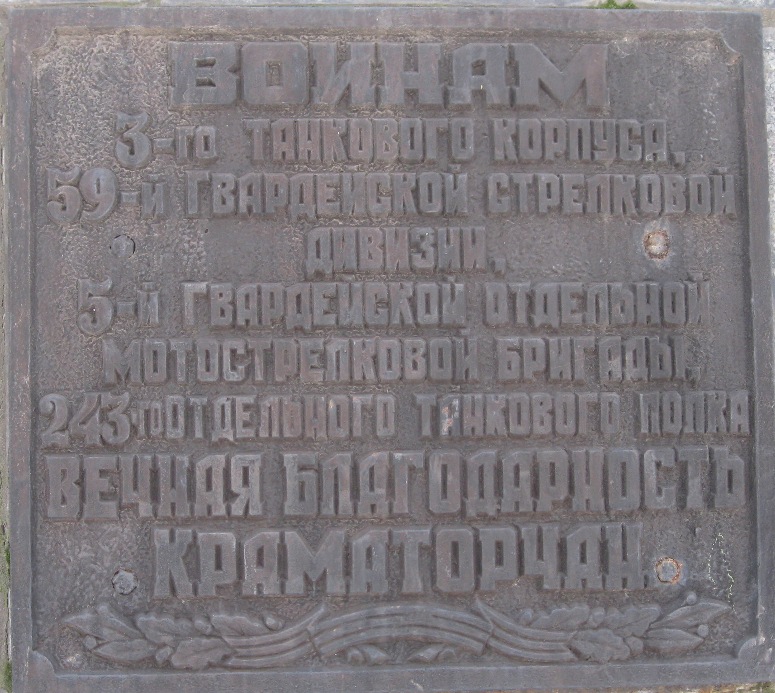 ВОИНАМ
3-го ТАНКОВОГО КОРПУСА,
59-й ГВАРДЕЙСКОЙ СТРЕЛКОВОЙ
ДИВИЗИИ,
5-й ГВАРДЕЙСКОЙ ОТДЕЛЬНОЙ
МОТОСТРЕЛКОВОЙ БРИГАДЫ,
243-го ОТДЕЛЬНОГО ТАНКОВОГО ПОЛКА
ВЕЧНАЯ БЛАГОДАРНОСТЬ
КРАМАТОРЧАН.